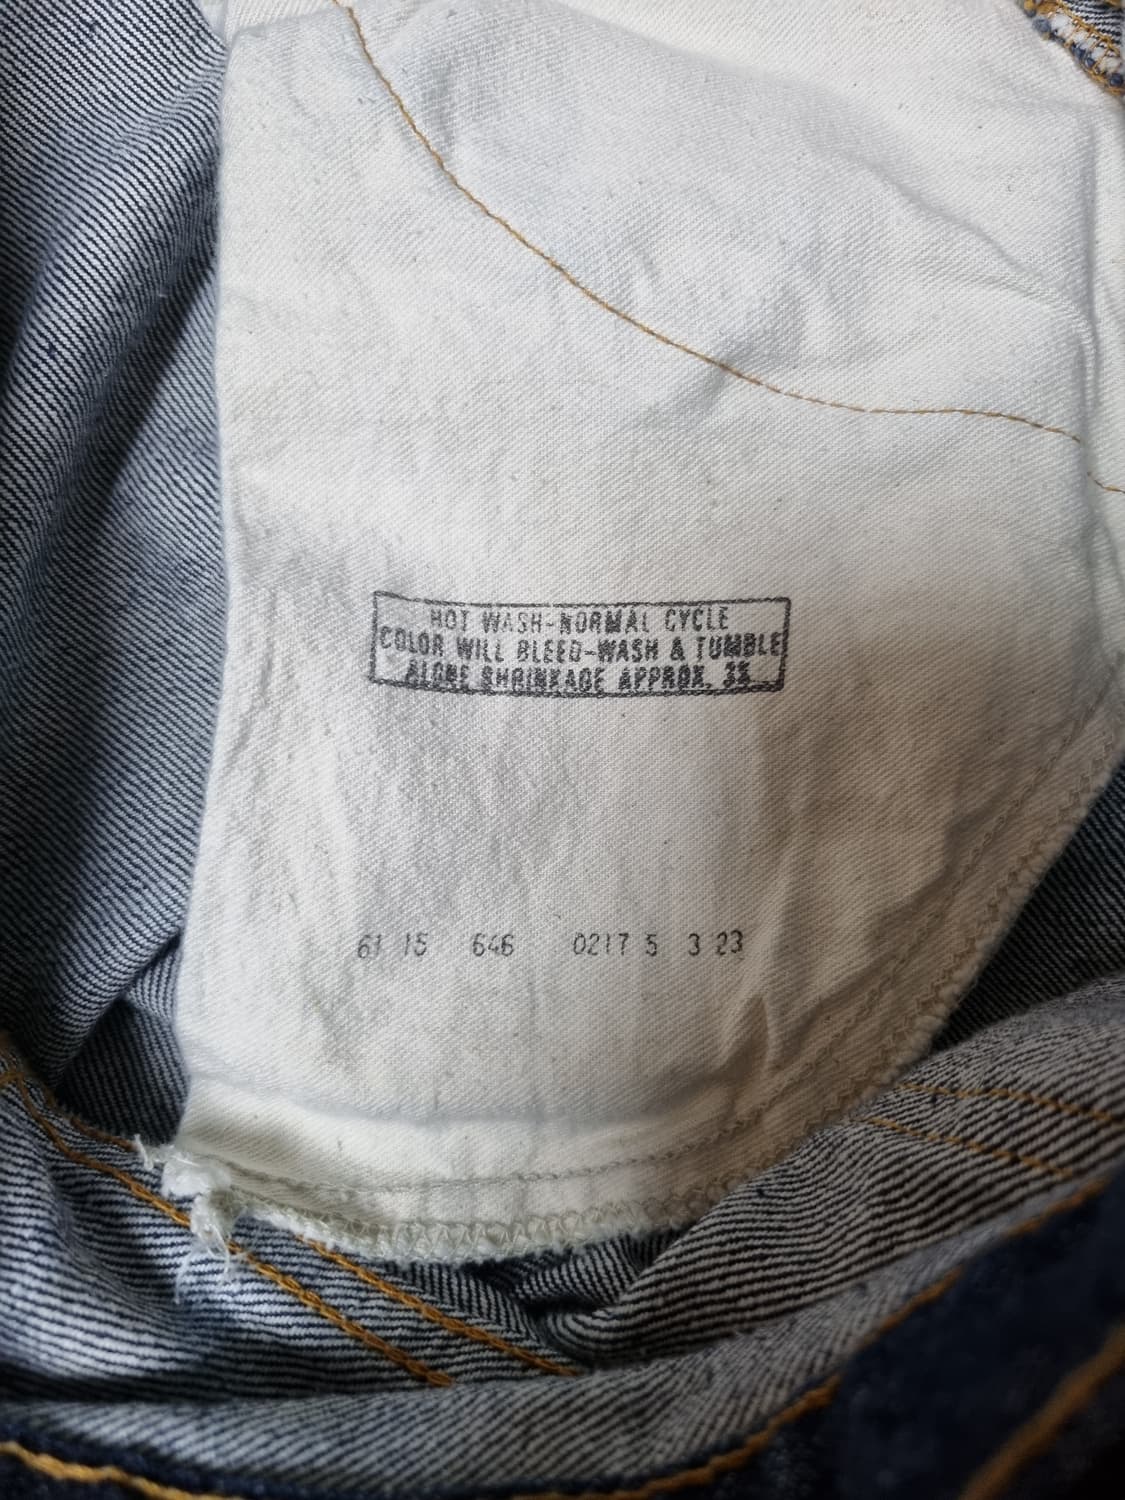 HOT WASH-NORMAL CYCLE
COLOR WILL BLEED-WASH & TUMBLE
ALONE SHRINKAGE APPROX. 3%
61 15 646 0217 5 3 23